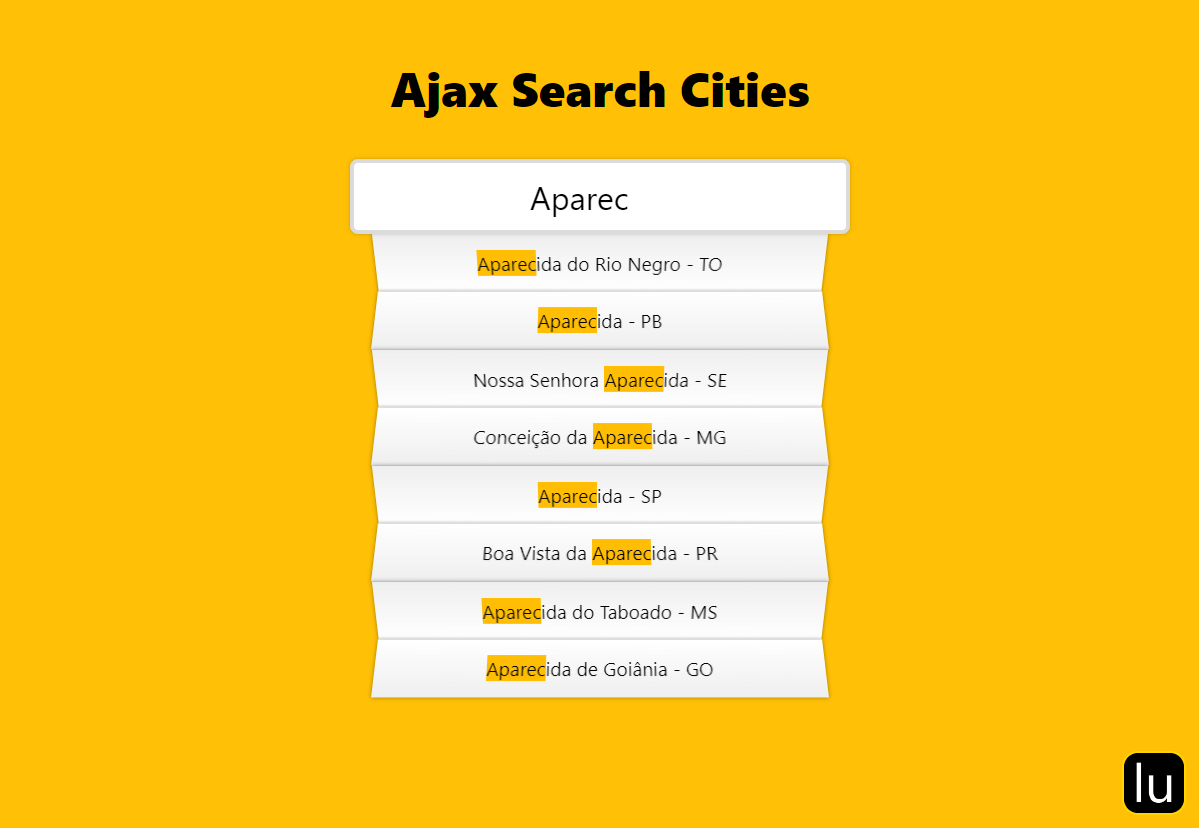 Ajax Search Cities
Aparec
Aparecida do Rio Negro - TO
Aparecida - PB
Nossa Senhora Aparecida - SE
Conceição da Aparecida - MG
Aparecida - SP
Boa Vista da Aparecida - PR
Aparecida do Taboado - MS
Aparecida de Goiânia - GO
lu